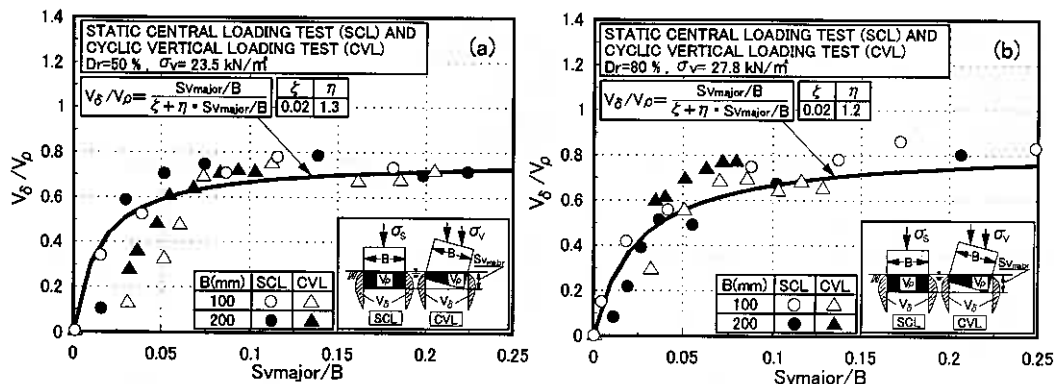 1.4
1.2
1
0.8
0.6
0.4
0.2
0
Vδ/Vρ
STATIC CENTRAL LOADING TEST (SCL) AND
CYCLIC VERTICAL LOADING TEST (CVL)
Dr=50 %, σv= 23.5 kN/㎡
(a)
Vδ/Vρ= Svmajor/B
ζ+η・Svmajor/B
ζ η
0.02 1.3
B(mm) SCL CVL
100 ○ △
200 ● ▲
σs σv
B B
Svmajor
Vρ Vρ
Vδ Vδ
SCL CVL
0 0.05 0.1 0.15 0.2 0.25
Svmajor/B
1.4
1.2
1
0.8
0.6
0.4
0.2
0
Vδ/Vρ
STATIC CENTRAL LOADING TEST (SCL) AND
CYCLIC VERTICAL LOADING TEST (CVL)
Dr=80 %, σv= 27.8 kN/㎡
(b)
Vδ/Vρ= Svmajor/B
ζ+η・Svmajor/B
ζ η
0.02 1.2
B(mm) SCL CVL
100 ○ △
200 ● ▲
σs σv
B B
Svmajor
Vρ Vρ
Vδ Vδ
SCL CVL
0 0.05 0.1 0.15 0.2 0.25
Svmajor/B